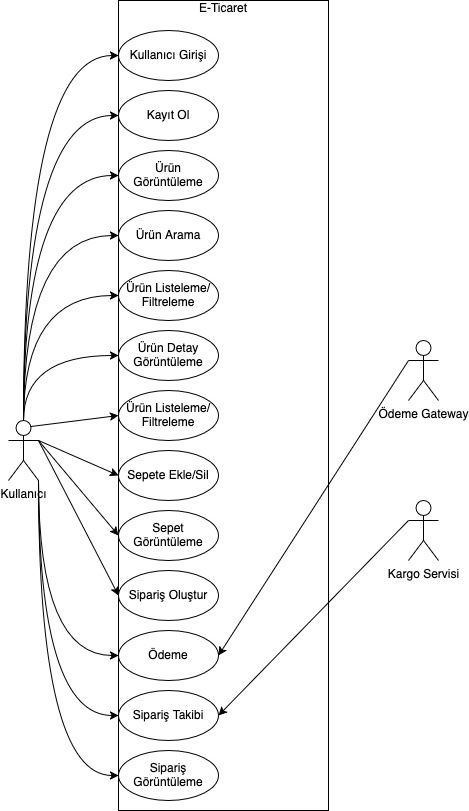 E-Ticaret
Kullanıcı Girişi
Kayıt Ol
Ürün
Görüntüleme
Ürün Arama
Ürün Listeleme/
Filtreleme
Ürün Detay
Görüntüleme
Ürün Listeleme/
Filtreleme
Sepete Ekle/Sil
Sepet
Görüntüleme
Sipariş Oluştur
Ödeme
Sipariş Takibi
Sipariş
Görüntüleme
Kullanıcı
Ödeme Gateway
Kargo Servisi